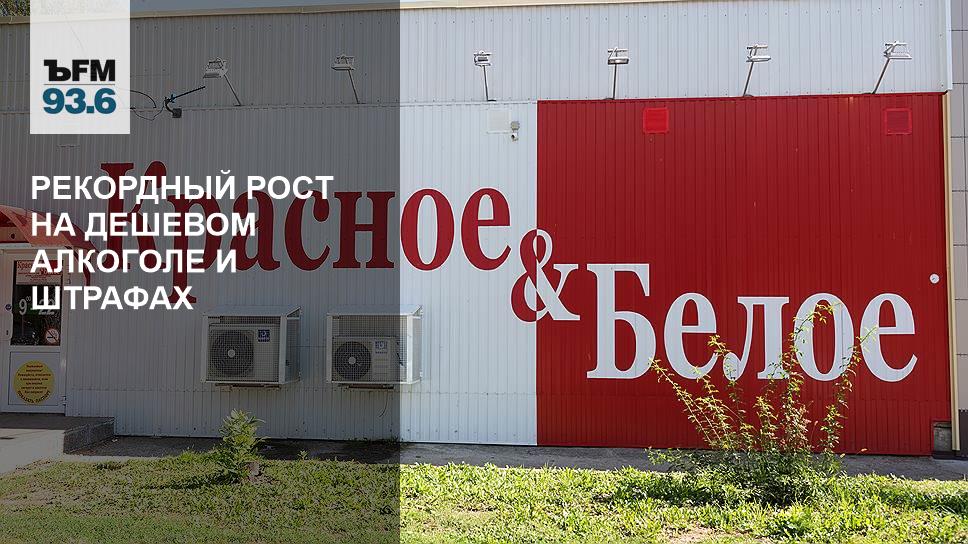 ЪFM
93.6
РЕКОРДНЫЙ РОСТ
НА ДЕШЕВОМ
АЛКОГОЛЕ И
ШТРАФАХ
Красное
&
Белое